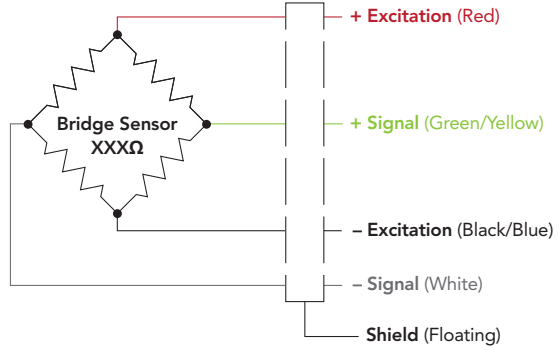 + Excitation (Red)
Bridge Sensor
XXXΩ
+ Signal (Green/Yellow)
– Excitation (Black/Blue)
– Signal (White)
Shield (Floating)